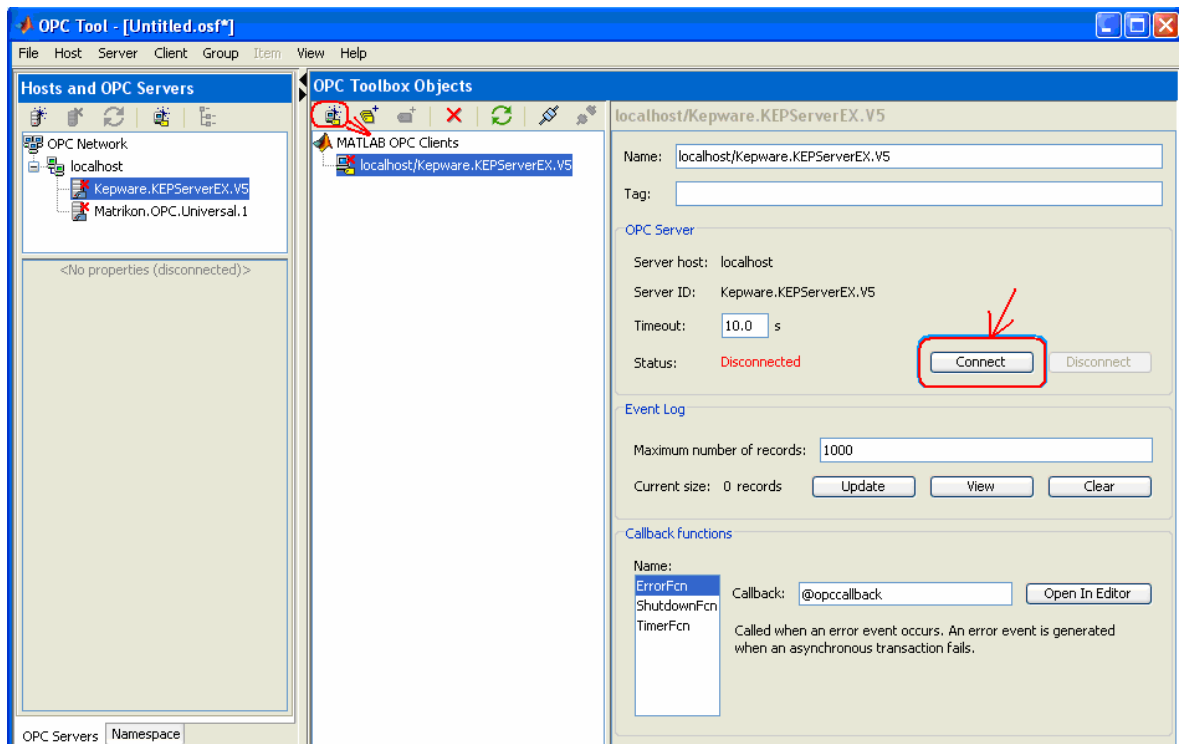 OPC Tool - [Untitled.osf*]
File Host Server Client Group Item View Help
Hosts and OPC Servers
OPC Network
localhost
Kepware.KEPServerEX.V5
Matrikon.OPC.Universal.1
<No properties (disconnected)>
OPC Servers Namespace
OPC Toolbox Objects
MATLAB OPC Clients
localhost/Kepware.KEPServerEX.V5
localhost/Kepware.KEPServerEX.V5
Name: localhost/Kepware.KEPServerEX.V5
Tag:
OPC Server
Server host: localhost
Server ID: Kepware.KEPServerEX.V5
Timeout: 10.0 s
Status: Disconnected Connect Disconnect
Event Log
Maximum number of records: 1000
Current size: 0 records Update View Clear
Callback functions
Name:
ErrorFcn
ShutdownFcn
TimerFcn
Callback: @opccallback Open In Editor
Called when an error event occurs. An error event is generated
when an asynchronous transaction fails.